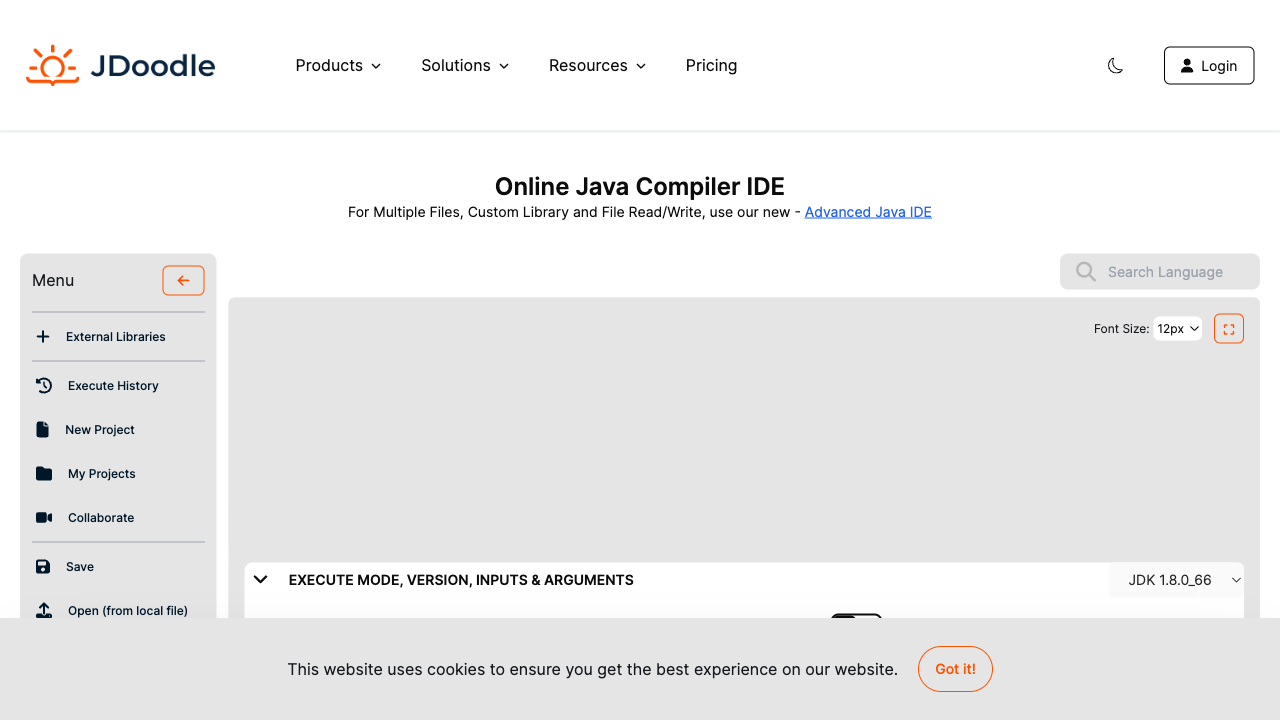 JDoodle
Products
Solutions
Resources
Pricing
Login
Online Java Compiler IDE
For Multiple Files, Custom Library and File Read/Write, use our new - Advanced Java IDE
Menu
Search Language
External Libraries
Font Size: 12px
Execute History
New Project
My Projects
Collaborate
Save
EXECUTE MODE, VERSION, INPUTS & ARGUMENTS
JDK 1.8.0_66
Open (from local file)
This website uses cookies to ensure you get the best experience on our website.
Got it!